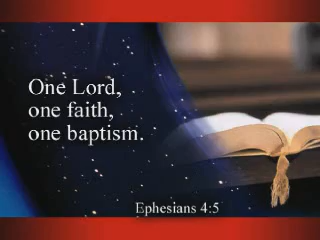 One Lord,
one faith,
one baptism.
Ephesians 4:5